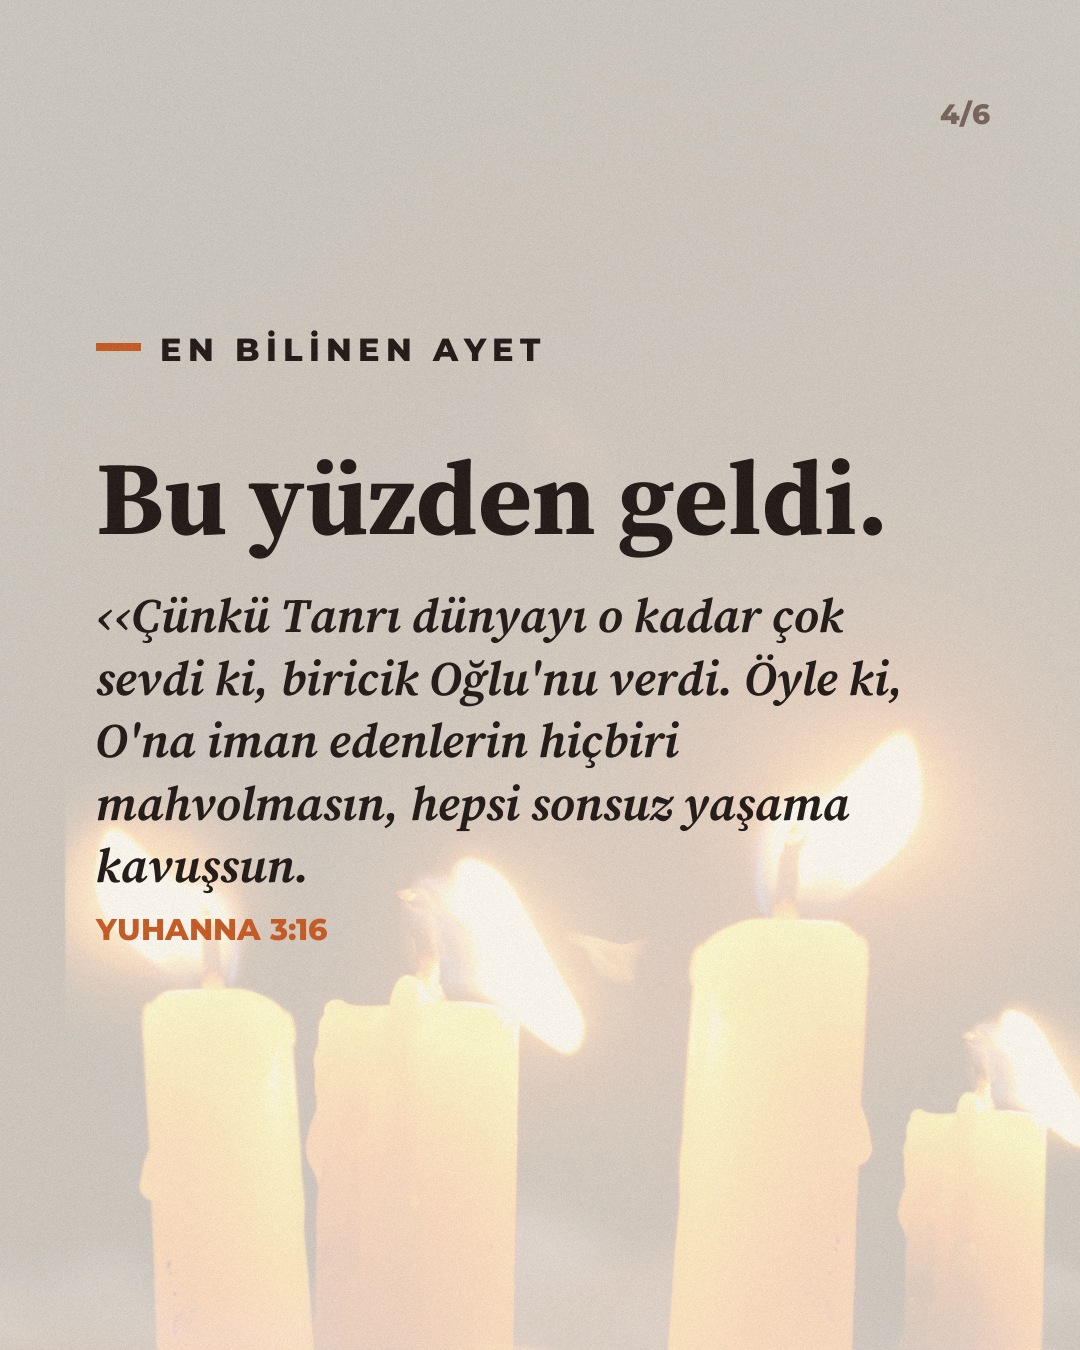 4/6
EN BİLİNEN AYET
Bu yüzden geldi.
<<Çünkü Tanrı dünyayı o kadar çok
sevdi ki, biricik Oğlu'nu verdi. Öyle ki,
O'na iman edenlerin hiçbiri
mahvolmasın, hepsi sonsuz yaşama
kavuşsun.
YUHANNA 3:16